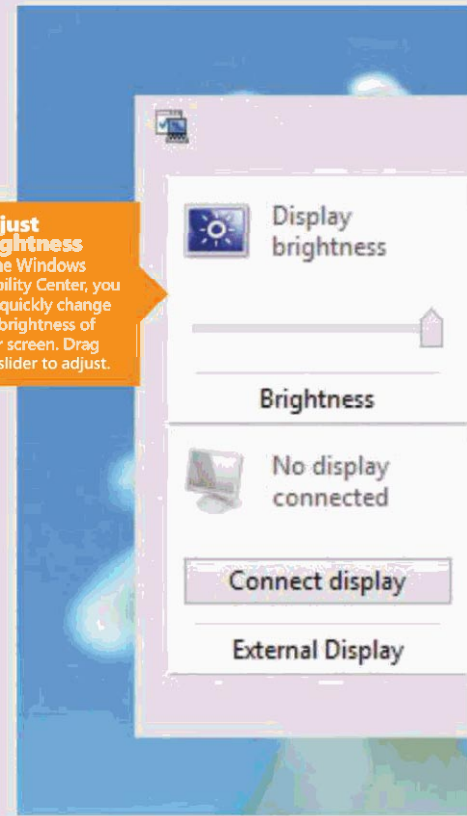 just
ghtness
ne Windows
bility Center, you
quickly change
brightness of
r screen. Drag
slider to adjust.
Display
brightness
Brightness
No display
connected
Connect display
External Display